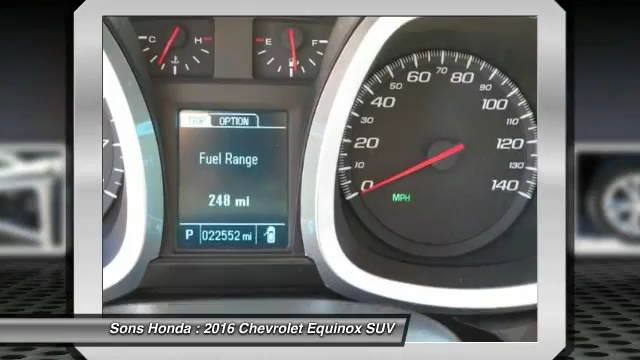 C H
E F
TRIP OPTION
Fuel Range
248 mi
P 022552 mi
0 10 20 30 40 50 60 70 80 90 100 110 120 130 140
MPH
Sons Honda : 2016 Chevrolet Equinox SUV